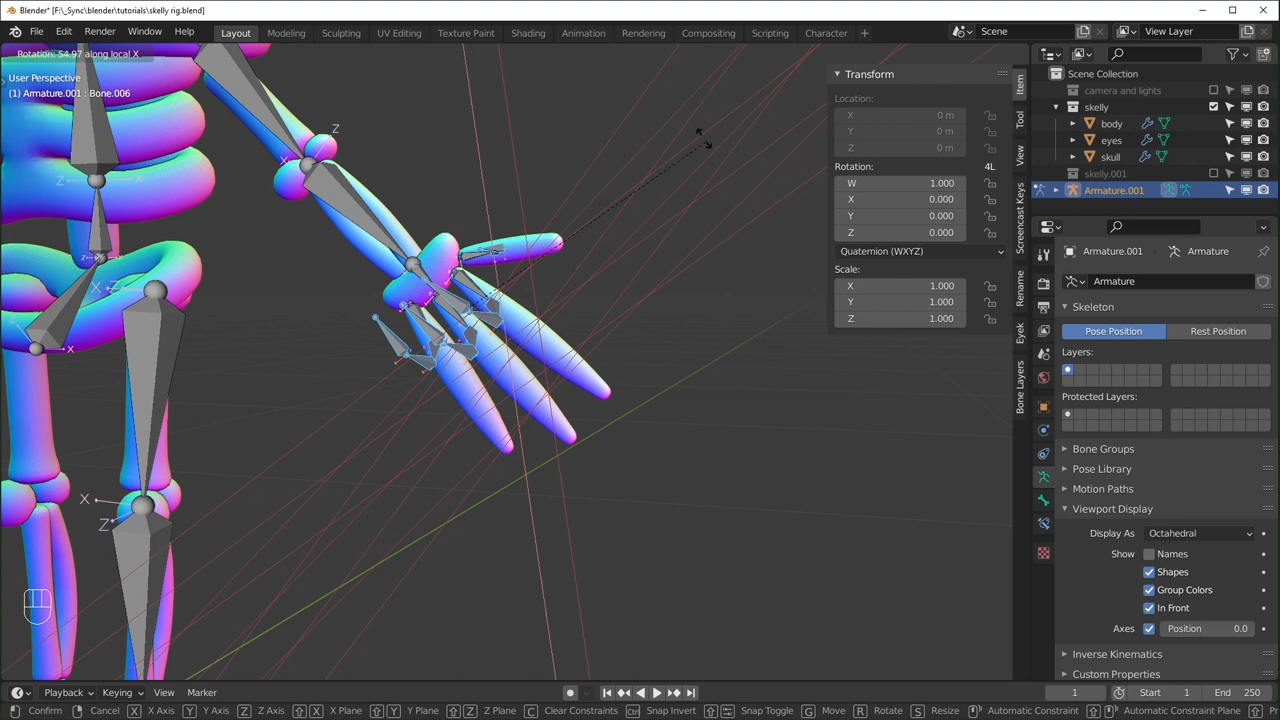 Blender* [F:\_Sync\blender\tutorials\skelly rig.blend]
File Edit Render Window Help Layout Modeling Sculpting UV Editing Texture Paint Shading Animation Rendering Compositing Scripting Character + Scene View Layer
Rotation: 54.97 along local X
User Perspective
(1) Armature.001 : Bone.006
Transform
Location:
X 0 m
Y 0 m
Z 0 m
Rotation: 4L
W 1.000
X 0.000
Y 0.000
Z 0.000
Quaternion (WXYZ)
Scale:
X 1.000
Y 1.000
Z 1.000
Item
Tool
View
Screencast Keys
Rename
Eyek
Bone Layers
Z
X
Z X
z
X
X
X
Z
Scene Collection
camera and lights
skelly
body
eyes
skull
skelly.001
Armature.001
Armature.001 Armature
Armature
Skeleton
Pose Position Rest Position
Layers:
Protected Layers:
Bone Groups
Pose Library
Motion Paths
Viewport Display
Display As Octahedral
Show Names
Shapes
Group Colors
In Front
Axes Position 0.0
Inverse Kinematics
Custom Properties
Playback Keying View Marker 1 Start 1 End 250
Confirm Cancel X X Axis Y Y Axis Z Z Axis X X Plane Y Y Plane Z Z Plane C Clear Constraints Ctrl Snap Invert Snap Toggle G Move R Rotate S Resize Automatic Constraint Automatic Constraint Plane